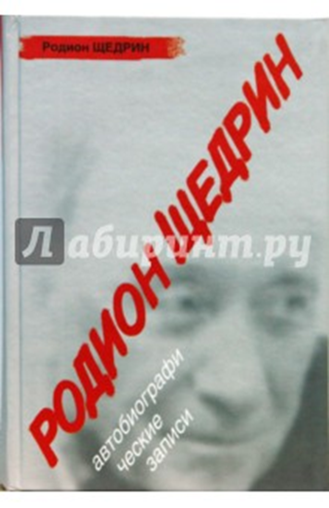 Родион ЩЕДРИН
РОДИОН ЩЕДРИН
Лабиринт.ру
автобиографи
ческие
записи